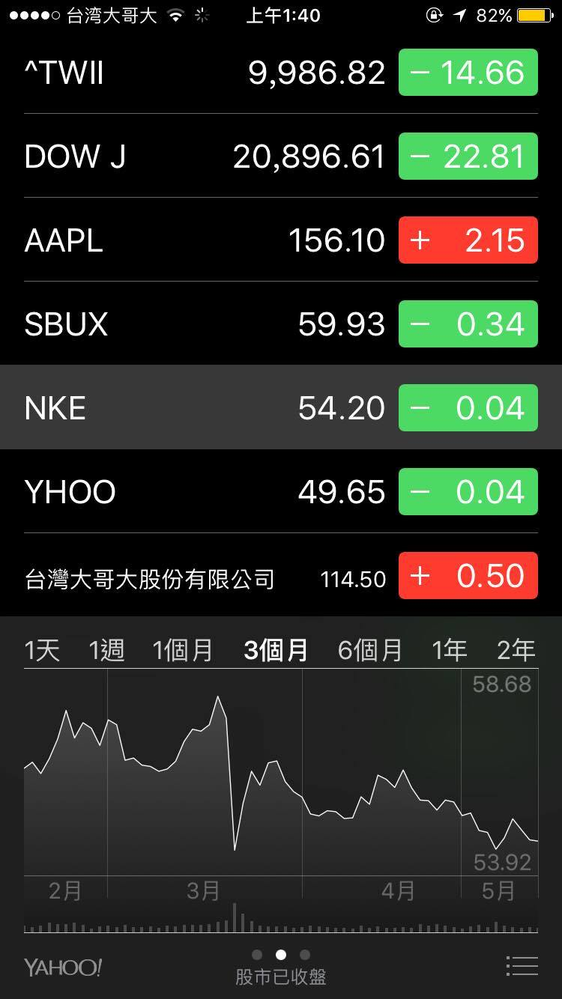 台湾大哥大 上午1:40 82%
^TWII 9,986.82 − 14.66
DOW J 20,896.61 − 22.81
AAPL 156.10 + 2.15
SBUX 59.93 − 0.34
NKE 54.20 − 0.04
YHOO 49.65 − 0.04
台灣大哥大股份有限公司 114.50 + 0.50
1天 1週 1個月 3個月 6個月 1年 2年
58.68
53.92
2月 3月 4月 5月
YAHOO!
股市已收盤